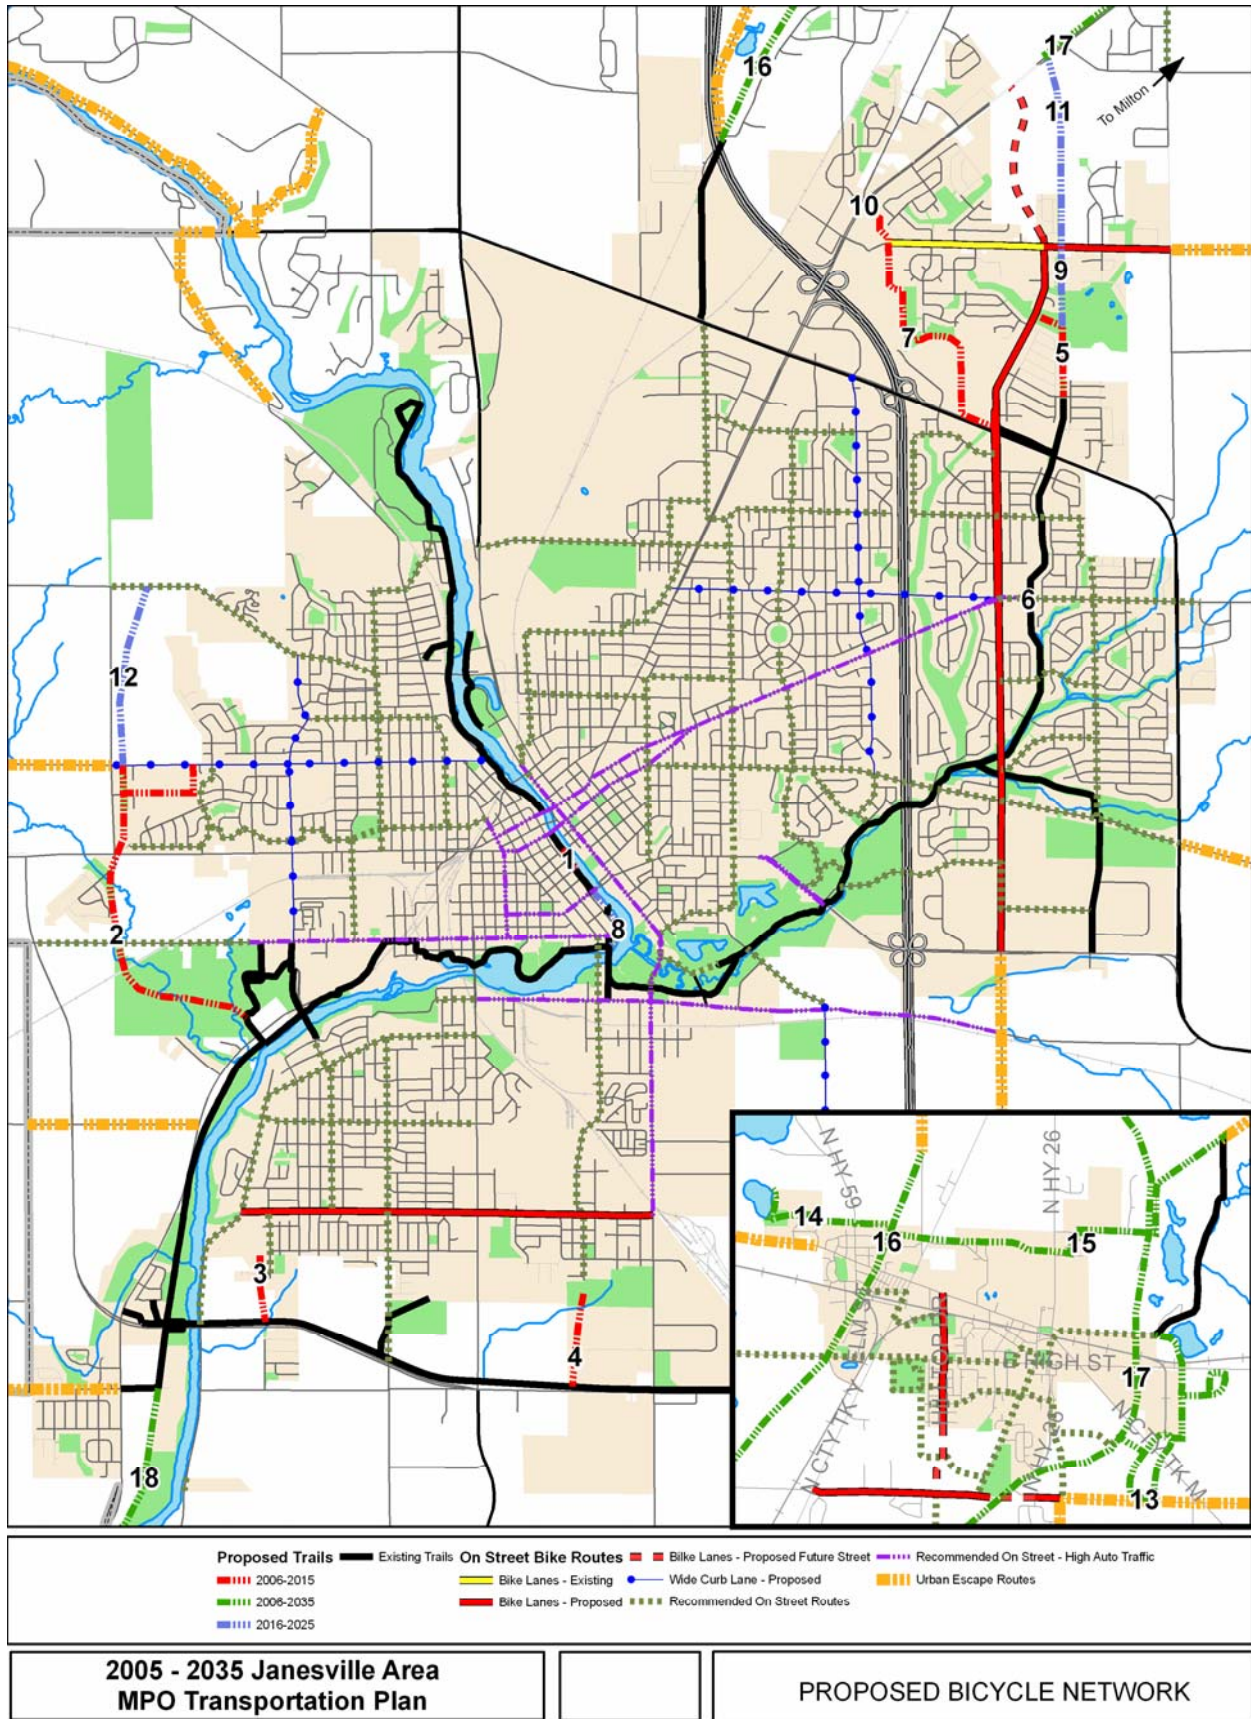 17
16
11
To Milton
10
9
7
5
6
12
1
2
8
3
4
18
N HY 59
N HY 26
14
16
15
E HIGH ST
17
N CTY TK M
N HY 26
N CTY TK M
13
Proposed Trails
2006-2015
2006-2035
2016-2025
Existing Trails
On Street Bike Routes
Bike Lanes - Existing
Bike Lanes - Proposed
Bilke Lanes - Proposed Future Street
Wide Curb Lane - Proposed
Recommended On Street Routes
Recommended On Street - High Auto Traffic
Urban Escape Routes
2005 - 2035 Janesville Area
MPO Transportation Plan
PROPOSED BICYCLE NETWORK